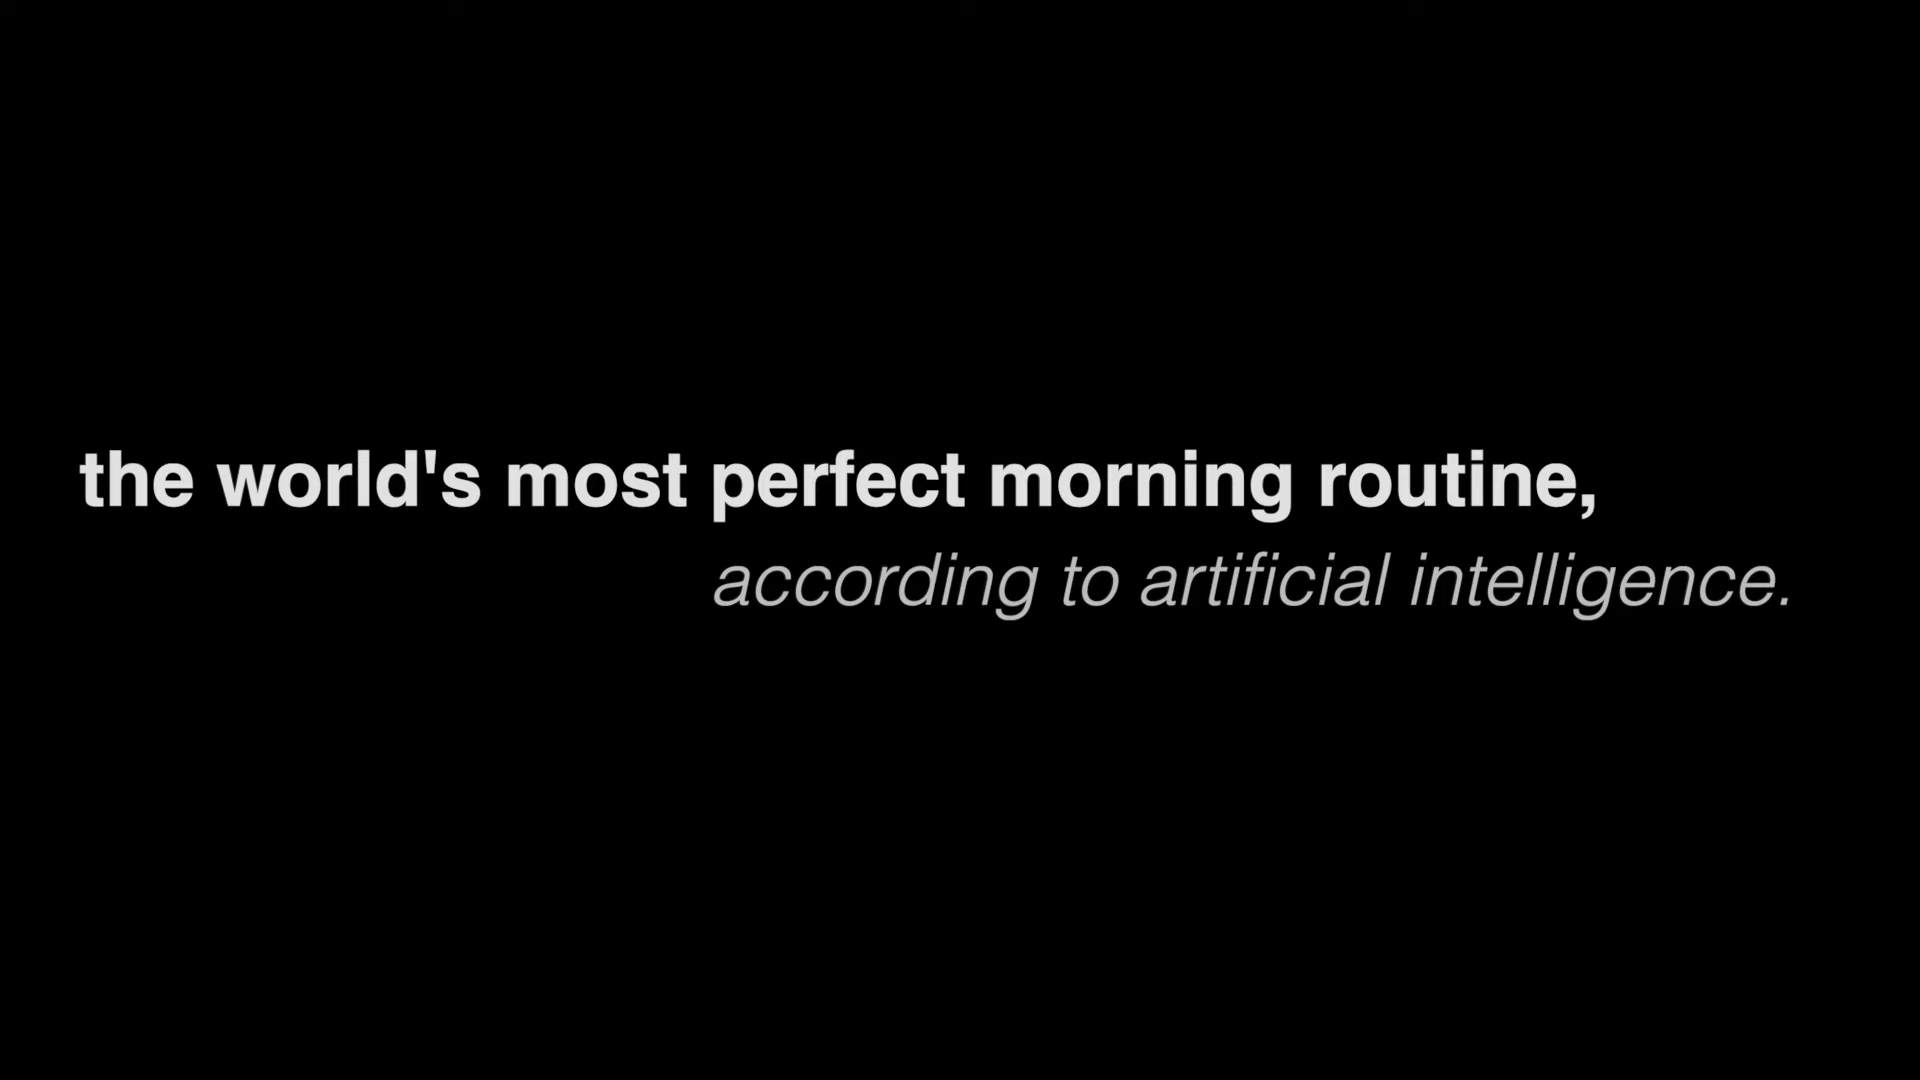 the world's most perfect morning routine,
according to artificial intelligence.